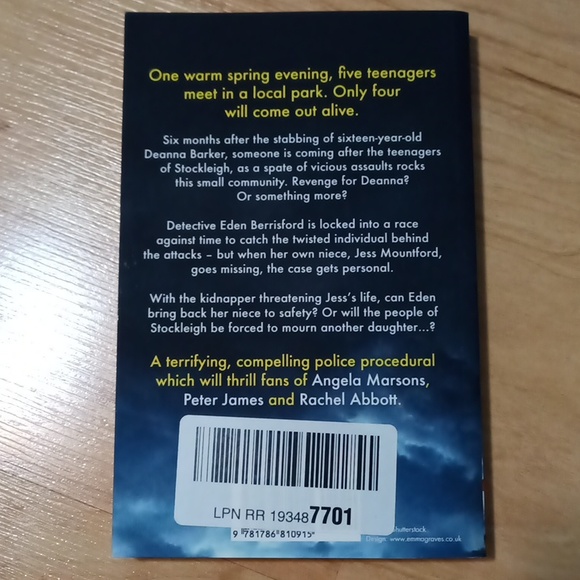 One warm spring evening, five teenagers
meet in a local park. Only four
will come out alive.
Six months after the stabbing of sixteen-year-old
Deanna Barker, someone is coming after the teenagers
of Stockleigh, as a spate of vicious assaults rocks
this small community. Revenge for Deanna?
Or something more?
Detective Eden Berrisford is locked into a race
against time to catch the twisted individual behind
the attacks – but when her own niece, Jess Mountford,
goes missing, the case gets personal.
With the kidnapper threatening Jess's life, can Eden
bring back her niece to safety? Or will the people of
Stockleigh be forced to mourn another daughter...?
A terrifying, compelling police procedural
which will thrill fans of Angela Marsons,
Peter James and Rachel Abbott.
LPN RR 193487701
hutterstock
9 781786 810915
Design: www.emmagraves.co.uk